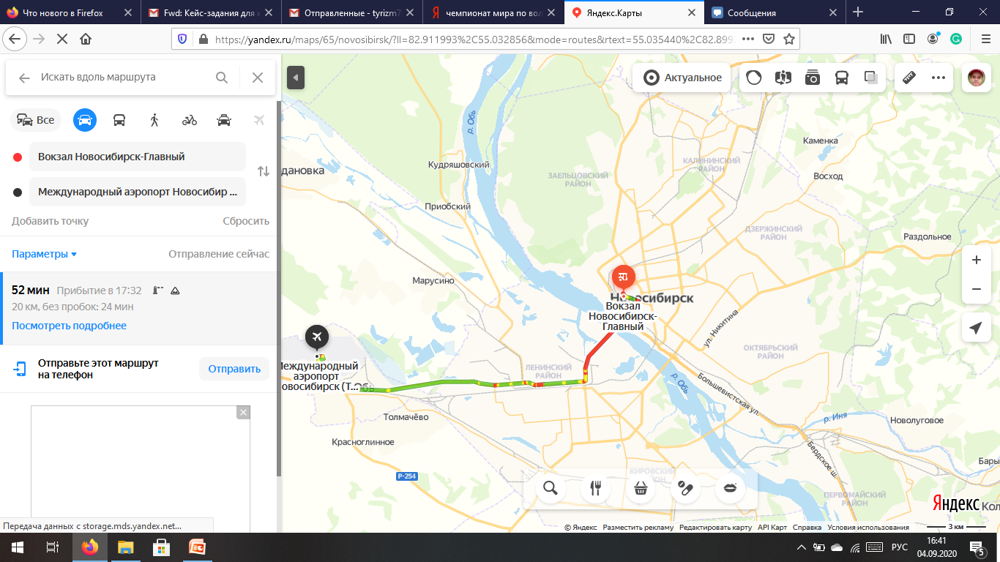 Что нового в Firefox
Fwd: Кейс-задания для к
Отправленные - tyrizm7
чемпионат мира по вол
Яндекс.Карты
Сообщения
https://yandex.ru/maps/65/novosibirsk/?ll=82.911993%2C55.032856&mode=routes&rtext=55.035440%2C82.899
Искать вдоль маршрута
Все
Вокзал Новосибирск-Главный
Международный аэропорт Новосибир ...
Добавить точку
Сбросить
Параметры
Отправление сейчас
52 мин Прибытие в 17:32
20 км, без пробок: 24 мин
Посмотреть подробнее
Отправьте этот маршрут
на телефон
Отправить
Передача данных с storage.mds.yandex.net...
Актуальное
р. Обь
Каменка
Кудряшовский
КАЛИНИНСКИЙ
РАЙОН
дановка
ЗАЕЛЬЦОВСКИЙ
РАЙОН
Восход
Приобский
ДЗЕРЖИНСКИЙ
РАЙОН
Раздольное
Марусино
Новосибирск
Вокзал
Новосибирск-
Главный
ул. Никитина
ОКТЯБРЬСКИЙ
РАЙОН
Международный
аэропорт
овосибирск (Т...
Обь
ЛЕНИНСКИЙ
РАЙОН
р. Обь
Большевистская ул.
Толмачёво
р. Иня
Новолуговое
Красноглинное
Бердское ш.
Бары
Р-254
КИРОВСКИЙ
РАЙОН
ПЕРВОМАЙСКИЙ
РАЙОН
Яндекс
Кол
© Яндекс Разместить рекламу Редактировать карту API Карт Справка Условия использования
3 км
РУС
16:41
04.09.2020
5